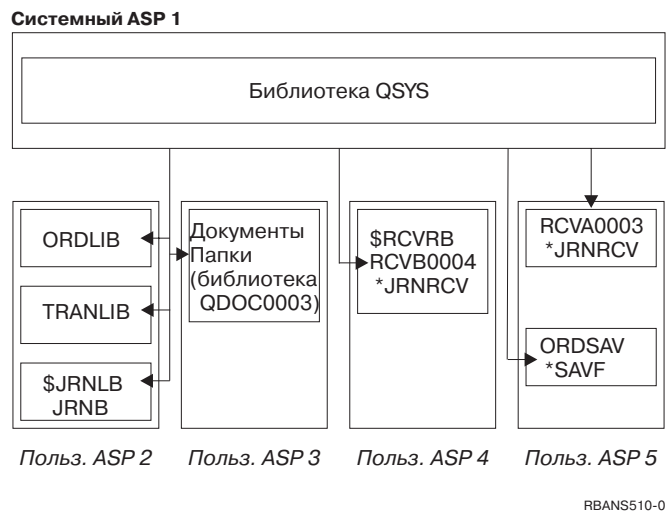 Системный ASP 1
Библиотека QSYS
ORDLIB
TRANLIB
$JRNLB
JRNB
Польз. ASP 2
Документы
Папки
(библиотека
QDOC0003)
Польз. ASP 3
$RCVRB
RCVB0004
*JRNRCV
Польз. ASP 4
RCVA0003
*JRNRCV
ORDSAV
*SAVF
Польз. ASP 5
RBANS510-0